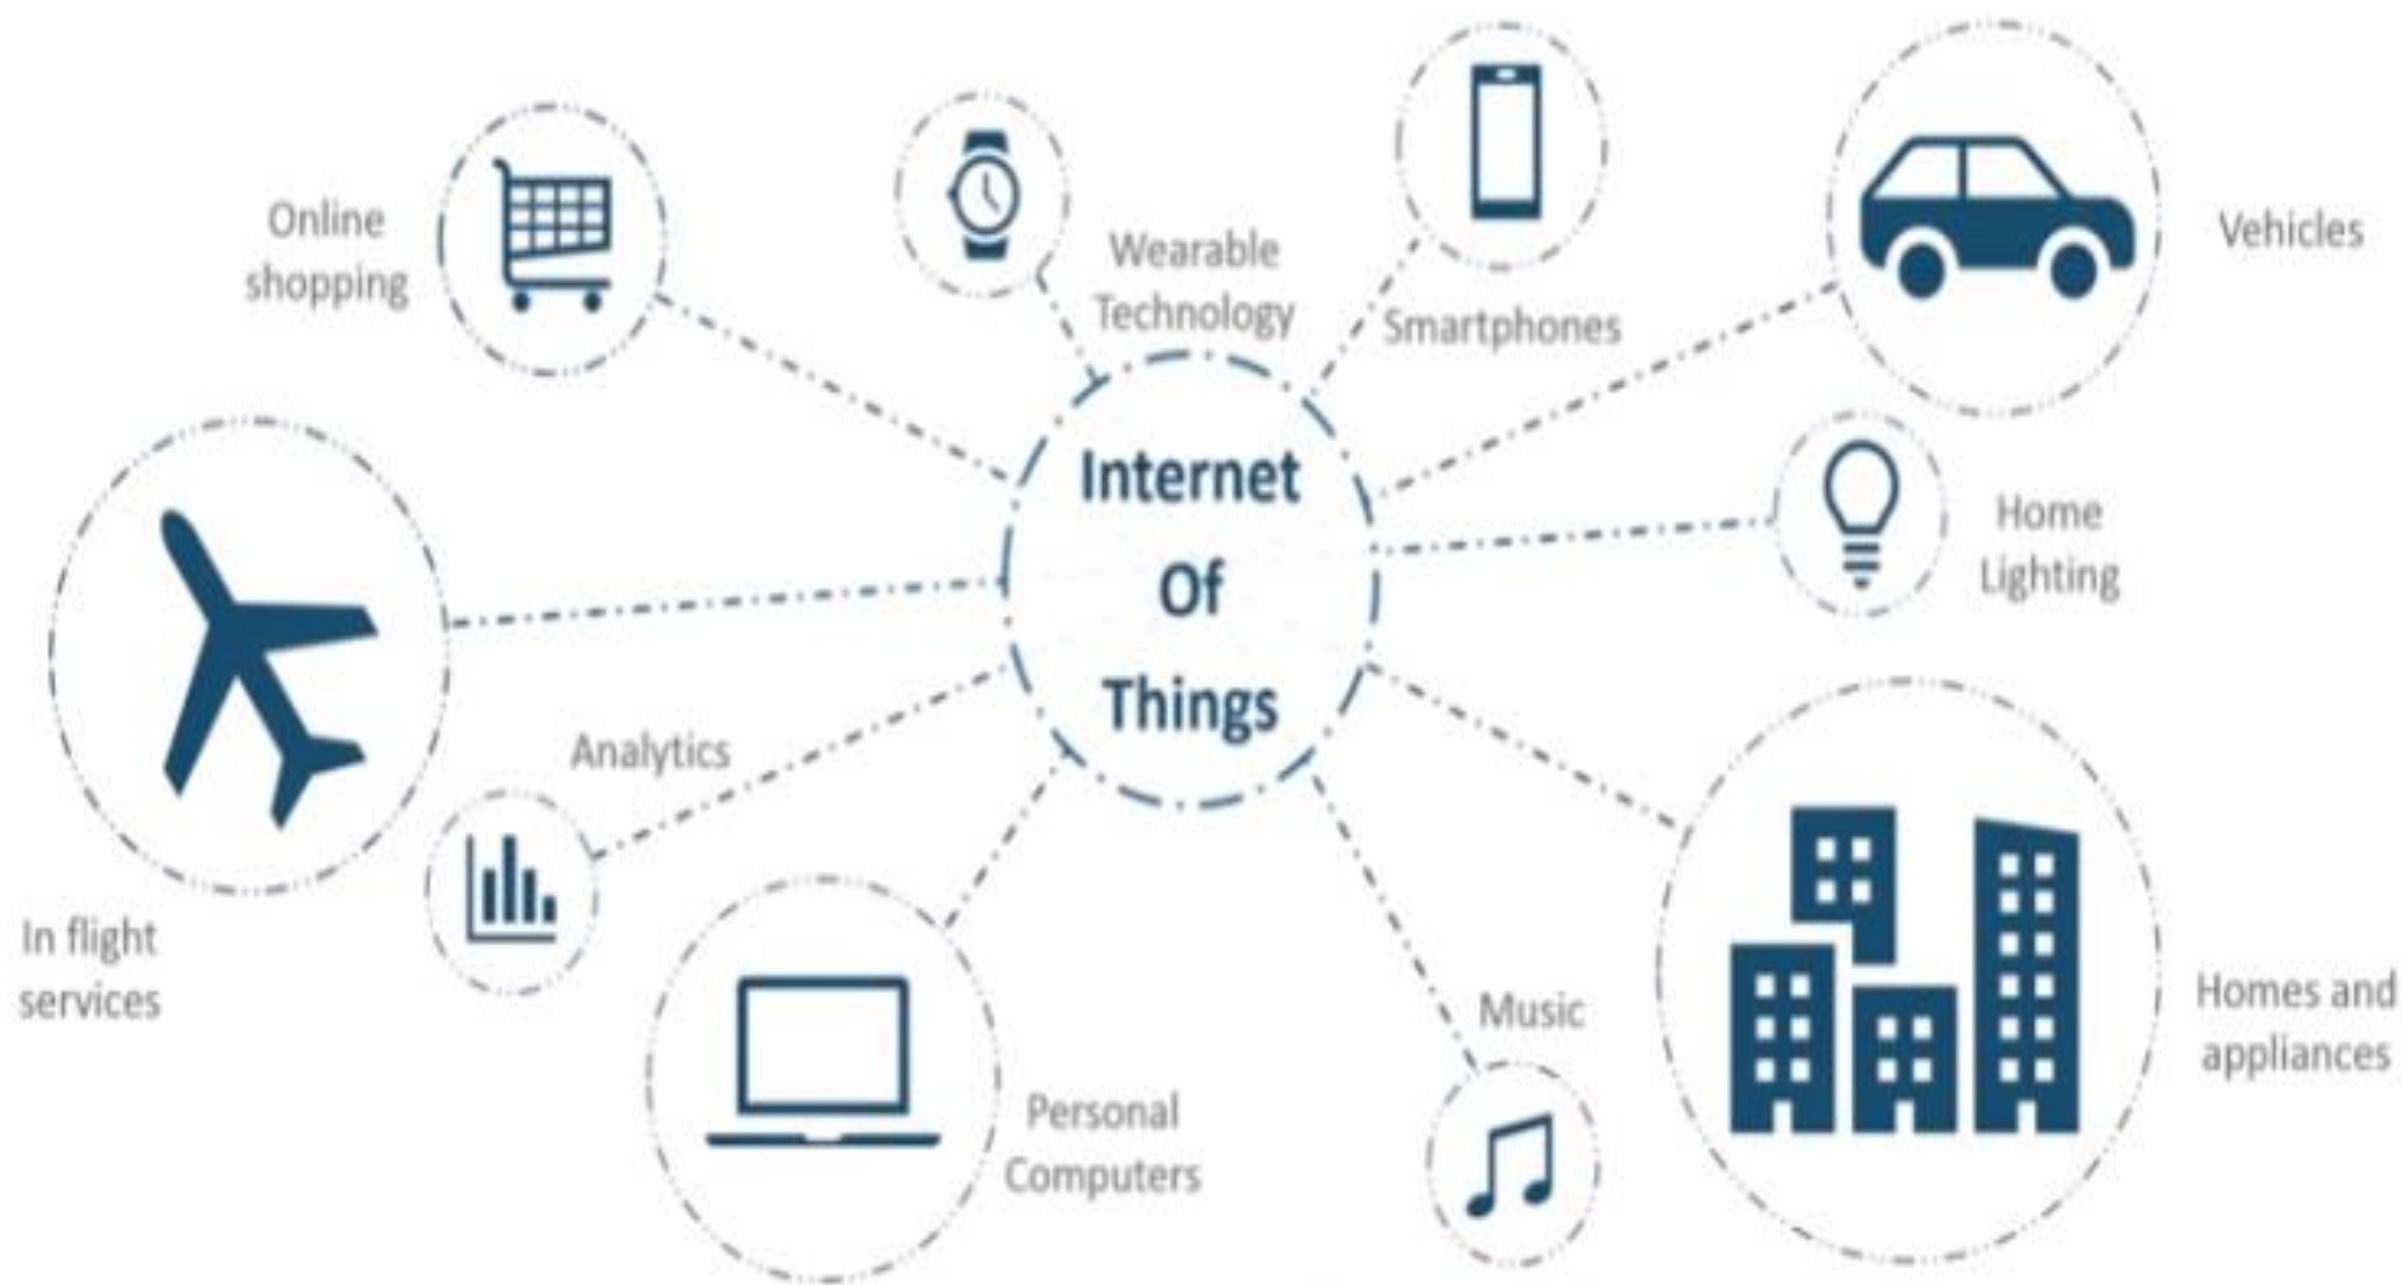 Online
shopping
Wearable
Technology
Smartphones
Vehicles
Internet
Of
Things
Home
Lighting
Analytics
In flight
services
Personal
Computers
Music
Homes and
appliances